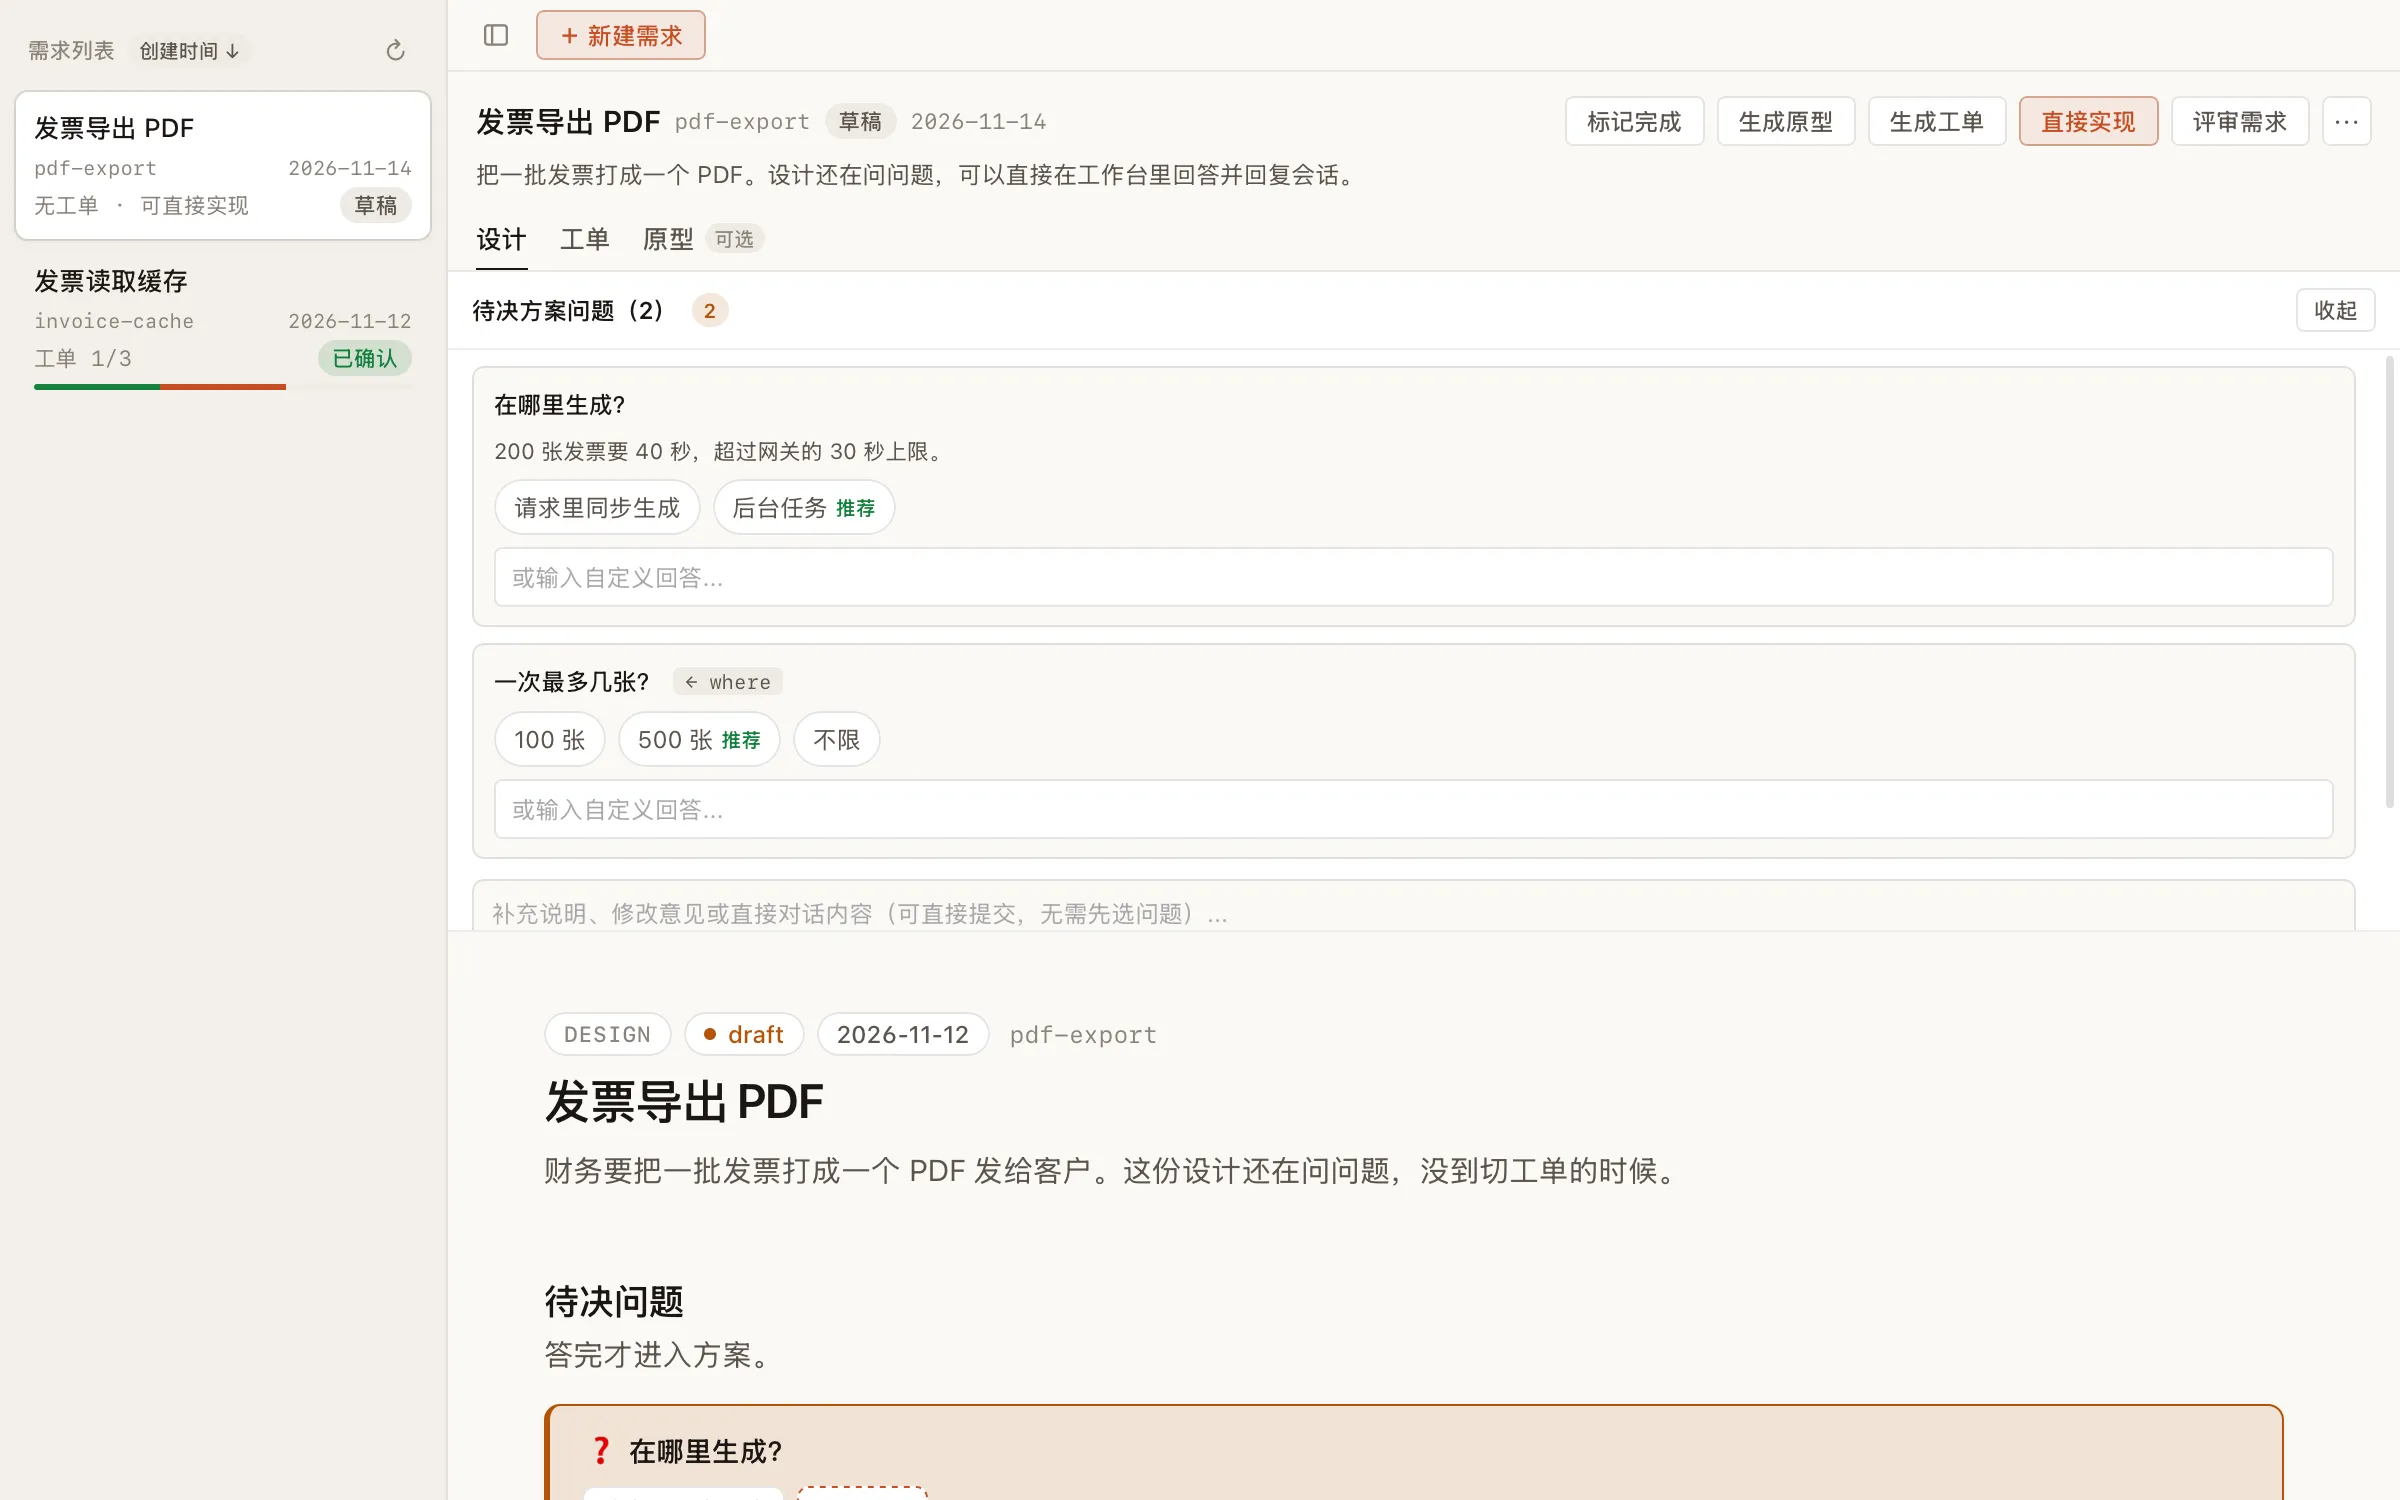 需求列表 创建时间 ↓
发票导出 PDF
pdf-export 2026-11-14
无工单 · 可直接实现 草稿
发票读取缓存
invoice-cache 2026-11-12
工单 1/3 已确认
+ 新建需求
发票导出 PDF pdf-export 草稿 2026-11-14
标记完成 生成原型 生成工单 直接实现 评审需求 ···
把一批发票打成一个 PDF。设计还在问问题，可以直接在工作台里回答并回复会话。
设计 工单 原型 可选
待决方案问题（2） 2 收起
在哪里生成?
200 张发票要 40 秒，超过网关的 30 秒上限。
请求里同步生成 后台任务 推荐
或输入自定义回答...
一次最多几张? ← where
100 张 500 张 推荐 不限
或输入自定义回答...
补充说明、修改意见或直接对话内容（可直接提交，无需先选问题）...
DESIGN draft 2026-11-12 pdf-export
发票导出 PDF
财务要把一批发票打成一个 PDF 发给客户。这份设计还在问问题，没到切工单的时候。
待决问题
答完才进入方案。
❓ 在哪里生成?